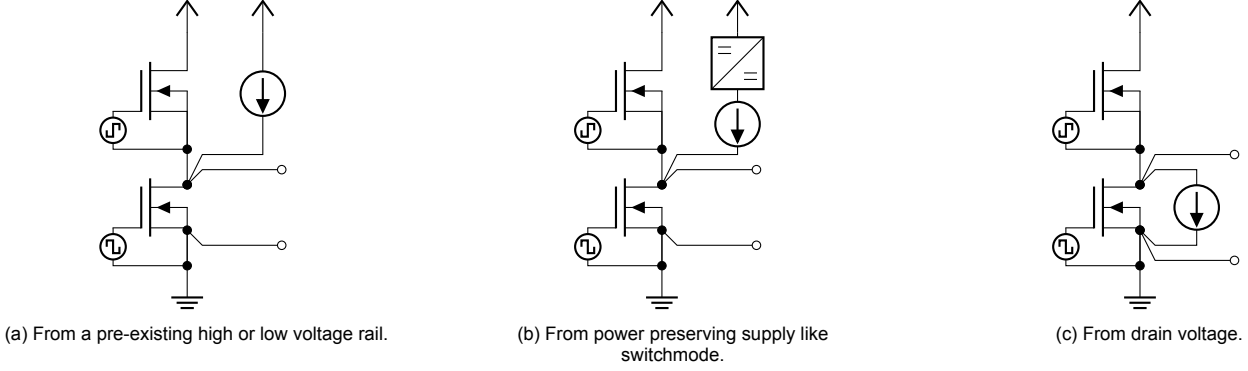 (a) From a pre-existing high or low voltage rail.
(b) From power preserving supply like
switchmode.
(c) From drain voltage.